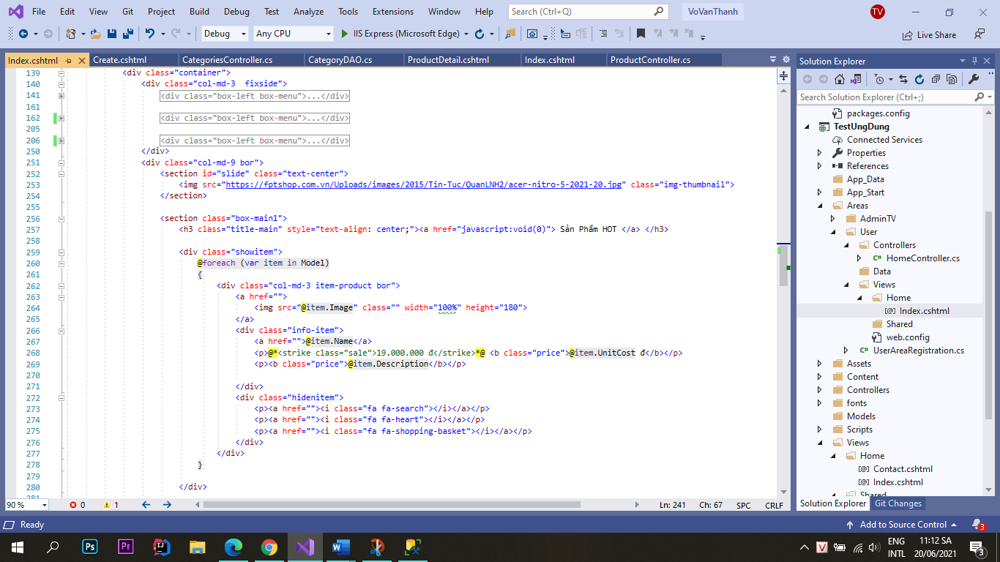 File Edit View Git Project Build Debug Test Analyze Tools Extensions Window Help Search (Ctrl+Q) VoVanThanh TV
Debug Any CPU IIS Express (Microsoft Edge) Live Share
Index.cshtml Create.cshtml CategoriesController.cs CategoryDAO.cs ProductDetail.cshtml Index.cshtml ProductController.cs
139 <div class="container">
140 <div class="col-md-3  fixside">
141 <div class="box-left box-menu">...</div>
161
162 <div class="box-left box-menu">...</div>
205
206 <div class="box-left box-menu">...</div>
250 </div>
251 <div class="col-md-9 bor">
252 <section id="slide" class="text-center">
253 <img src="https://fptshop.com.vn/Uploads/images/2015/Tin-Tuc/QuanLNH2/acer-nitro-5-2021-20.jpg" class="img-thumbnail">
254 </section>
255
256 <section class="box-main1">
257 <h3 class="title-main" style="text-align: center;"><a href="javascript:void(0)"> Sản Phẩm HOT </a> </h3>
258
259 <div class="showitem">
260 @foreach (var item in Model)
261 {
262 <div class="col-md-3 item-product bor">
263 <a href="">
264 <img src="@item.Image" class="" width="100%" height="180">
265 </a>
266 <div class="info-item">
267 <a href="">@item.Name</a>
268 <p>@*<strike class="sale">19.000.000 đ</strike>*@ <b class="price">@item.UnitCost đ</b></p>
269 <p><b class="price">@item.Description</b></p>
270
271 </div>
272 <div class="hidenitem">
273 <p><a href=""><i class="fa fa-search"></i></a></p>
274 <p><a href=""><i class="fa fa-heart"></i></a></p>
275 <p><a href=""><i class="fa fa-shopping-basket"></i></a></p>
276 </div>
277 </div>
278 }
279
280 </div>
281
90 % 0 1 Ln: 241 Ch: 67 SPC CRLF
Solution Explorer
Search Solution Explorer (Ctrl+;)
packages.config
TestUngDung
Connected Services
Properties
References
App_Data
App_Start
Areas
AdminTV
User
Controllers
C# HomeController.cs
Data
Views
Home
Index.cshtml
Shared
web.config
C# UserAreaRegistration.cs
Assets
Content
Controllers
fonts
Models
Scripts
Views
Home
Contact.cshtml
Index.cshtml
Shared
Solution Explorer Git Changes
Ready Add to Source Control 3
Ps Pr IJ W V ENG 11:12 SA
INTL 20/06/2021 3